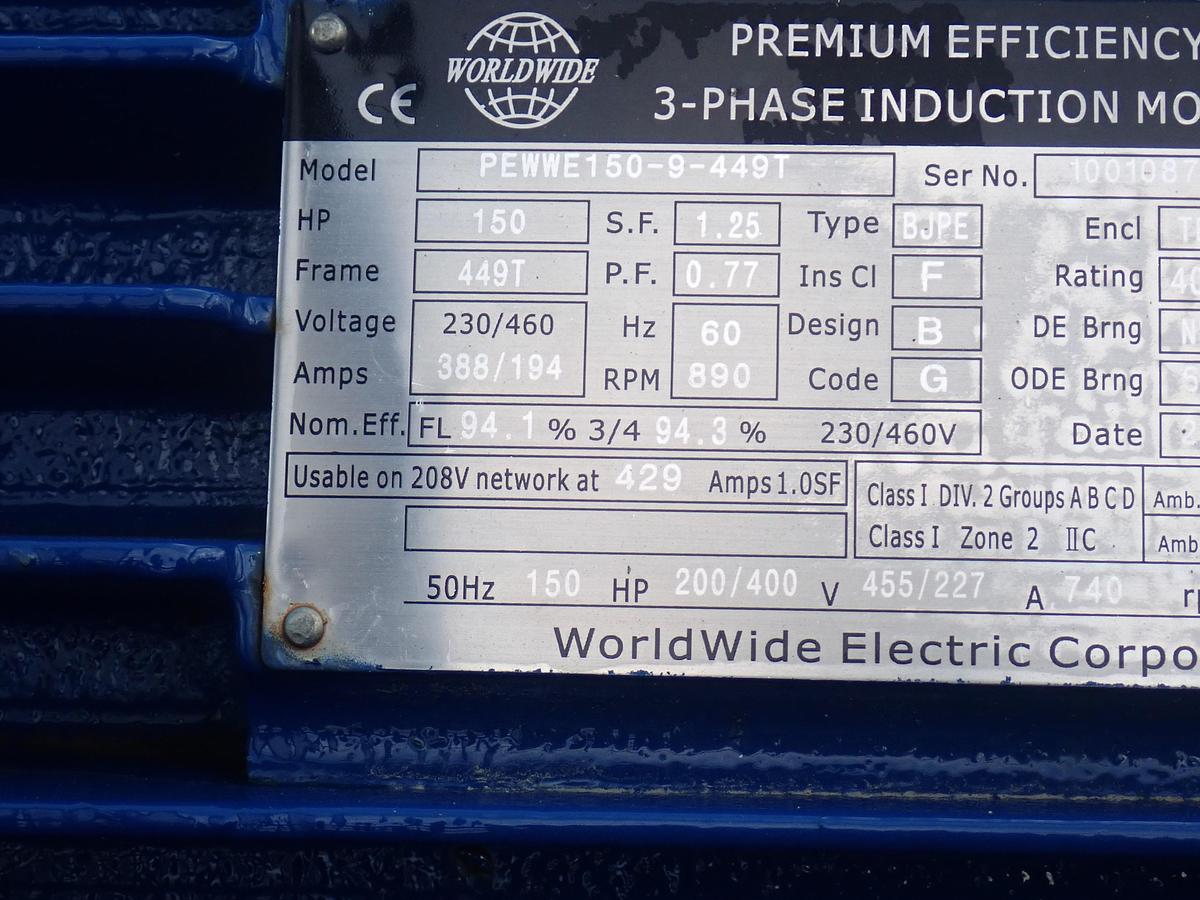 WORLDWIDE
CE
PREMIUM EFFICIENCY
3-PHASE INDUCTION
Model PEWWE150-9-449T Ser No.
HP 150 S.F. 1.25 Type BJPE Encl
Frame 449T P.F. 0.77 Ins Cl F Rating
Voltage 230/460 Hz 60 Design B DE Brng
Amps 388/194 RPM 890 Code G ODE Brng
Nom.Eff. FL 94.1 % 3/4 94.3 % 230/460V Date
Usable on 208V network at 429 Amps 1.0SF
Class I DIV. 2 Groups A B C D Amb.
Class I Zone 2 IIC Amb
50Hz 150 HP 200/400 V 455/227 A 740
WorldWide Electric